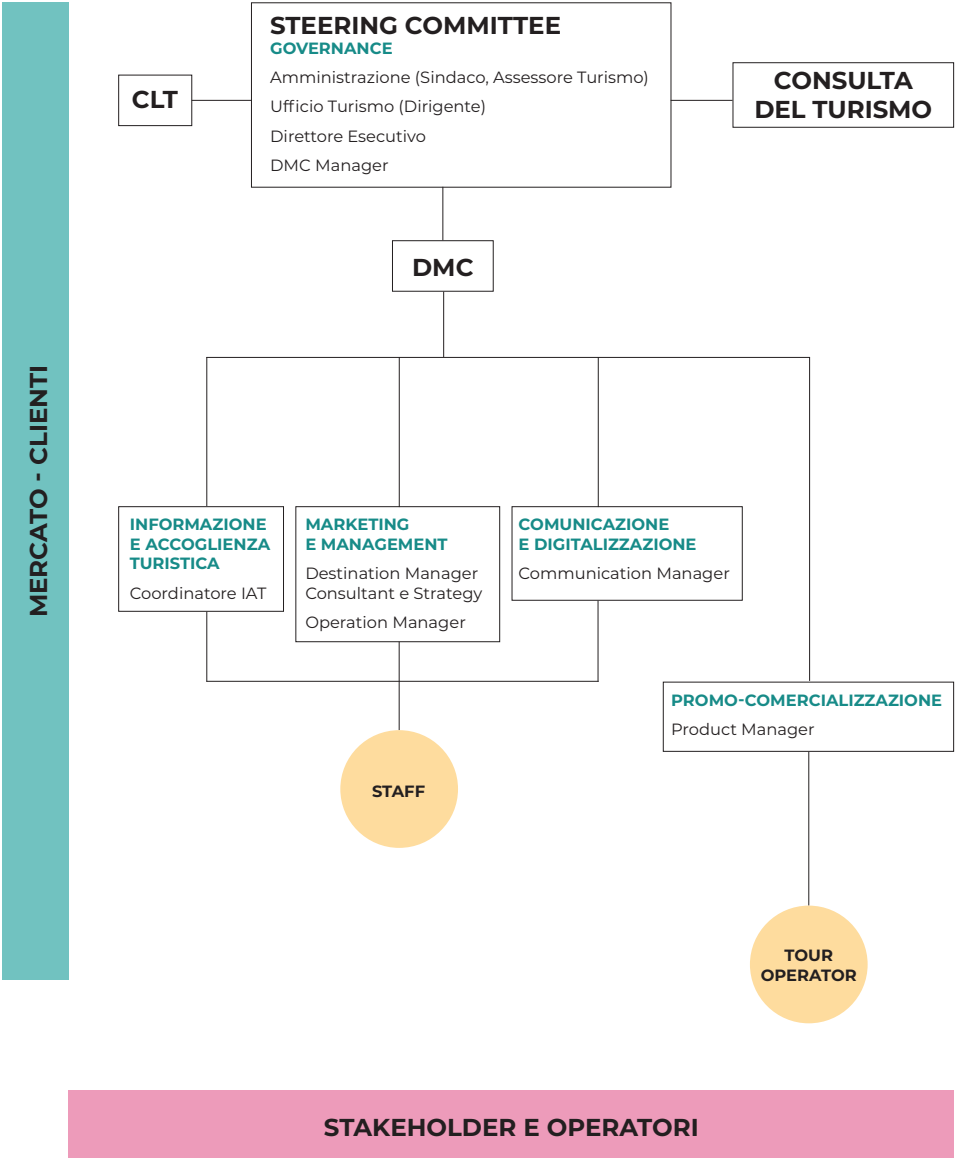 STEERING COMMITTEE
GOVERNANCE
Amministrazione (Sindaco, Assessore Turismo)
Ufficio Turismo (Dirigente)
Direttore Esecutivo
DMC Manager
CLT
CONSULTA
DEL TURISMO
DMC
MERCATO - CLIENTI
INFORMAZIONE
E ACCOGLIENZA
TURISTICA
Coordinatore IAT
MARKETING
E MANAGEMENT
Destination Manager
Consultant e Strategy
Operation Manager
COMUNICAZIONE
E DIGITALIZZAZIONE
Communication Manager
PROMO-COMERCIALIZZAZIONE
Product Manager
STAFF
TOUR
OPERATOR
STAKEHOLDER E OPERATORI